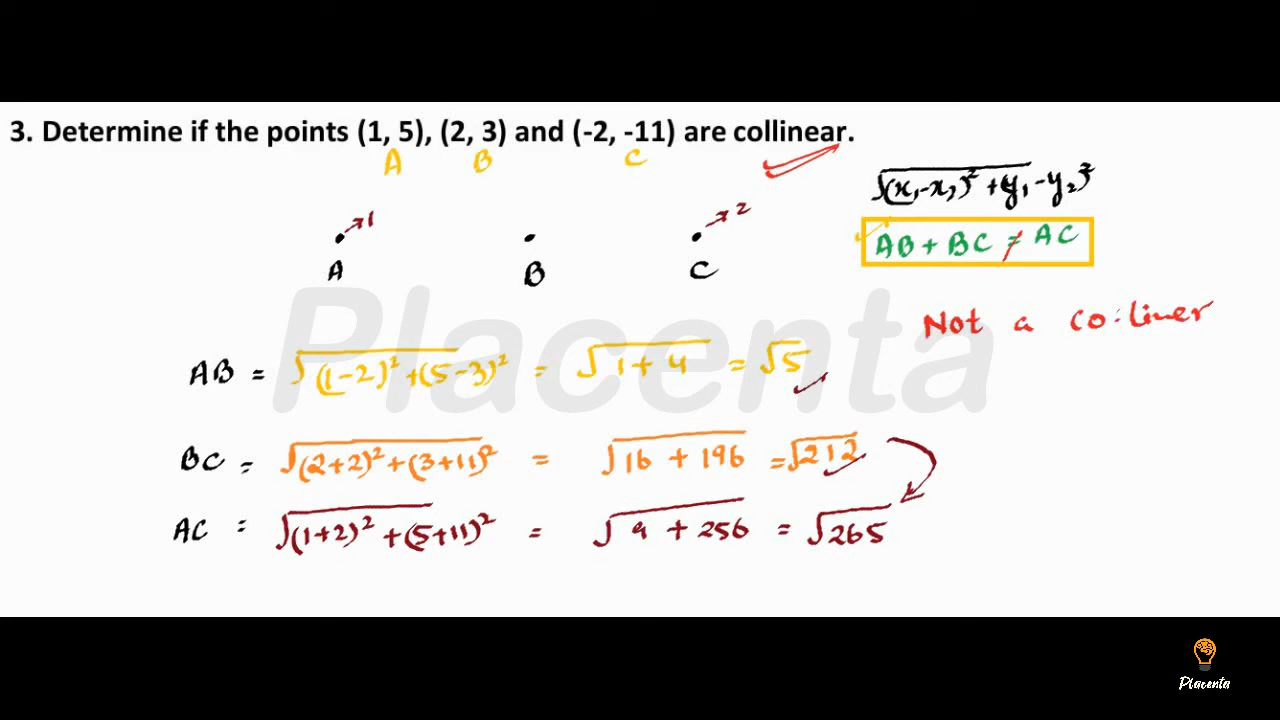 3. Determine if the points (1, 5), (2, 3) and (-2, -11) are collinear.
A B C
√(x₁-x₂)² + y₁-y₂)²
→1 →2
AB + BC ≠ AC
A B C
Not a co:liner
Placenta
AB = √(1-2)² + (5-3)² = √1+4 = √5
BC = √(2+2)² + (3+11)² = √16 + 196 = √212
AC = √(1+2)² + (5+11)² = √9 + 256 = √265
Placenta